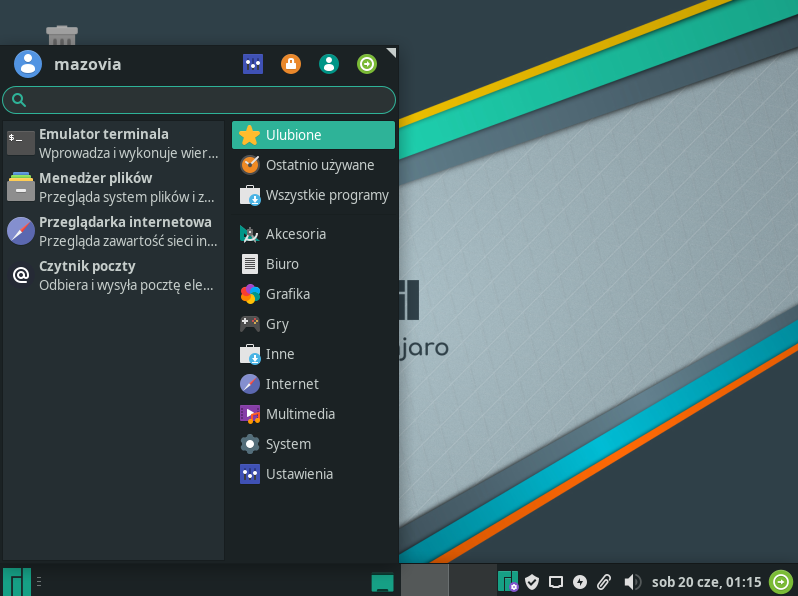 mazovia
Emulator terminala
Wprowadza i wykonuje wier...
Menedżer plików
Przegląda system plików i z...
Przeglądarka internetowa
Przegląda zawartość sieci in...
Czytnik poczty
Odbiera i wysyła pocztę ele...
Ulubione
Ostatnio używane
Wszystkie programy
Akcesoria
Biuro
Grafika
Gry
Inne
Internet
Multimedia
System
Ustawienia
jaro
sob 20 cze, 01:15